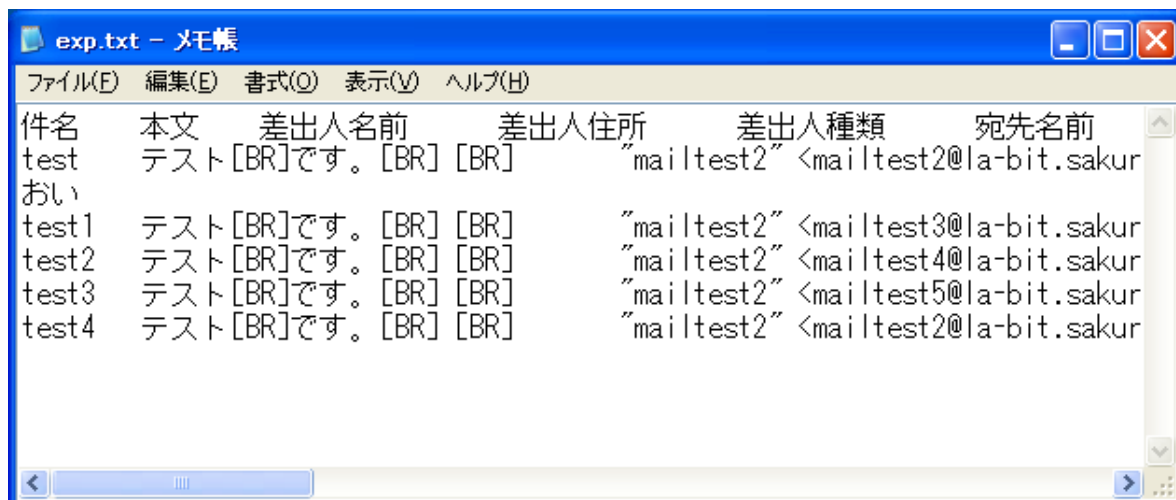 exp.txt - メモ帳
ファイル(F) 編集(E) 書式(O) 表示(V) ヘルプ(H)
件名 本文 差出人名前 差出人住所 差出人種類 宛先名前
test テスト[BR]です。[BR] [BR] "mailtest2" <mailtest2@la-bit.sakur
おい
test1 テスト[BR]です。[BR] [BR] "mailtest2" <mailtest3@la-bit.sakur
test2 テスト[BR]です。[BR] [BR] "mailtest2" <mailtest4@la-bit.sakur
test3 テスト[BR]です。[BR] [BR] "mailtest2" <mailtest5@la-bit.sakur
test4 テスト[BR]です。[BR] [BR] "mailtest2" <mailtest2@la-bit.sakur